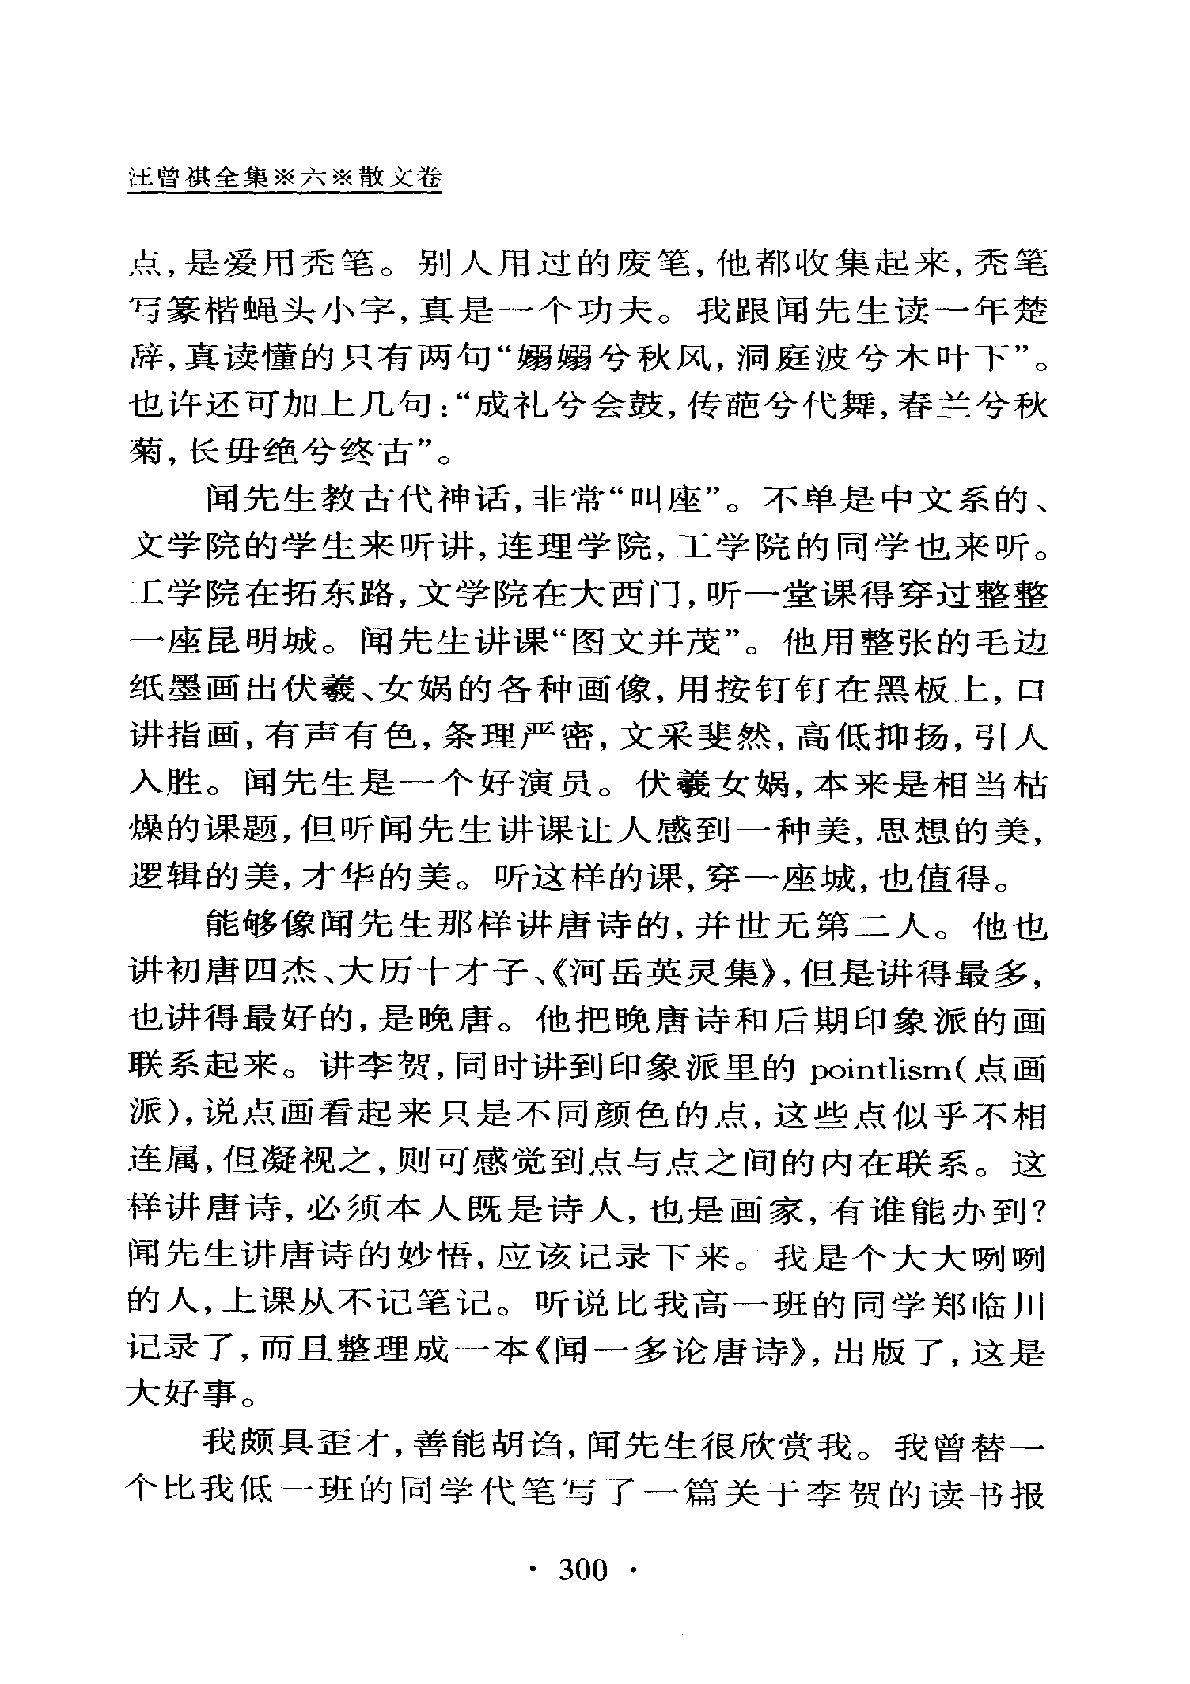 汪曾祺全集※六※散文卷
点,是爱用秃笔。别人用过的废笔,他都收集起来,秃笔
写篆楷蝇头小字,真是一个功夫。我跟闻先生读一年楚
辞,真读懂的只有两句“嫋嫋兮秋风,洞庭波兮木叶下”。
也许还可加上几句:“成礼兮会鼓,传葩兮代舞,春兰兮秋
菊,长毋绝兮终古”。
闻先生教古代神话,非常“叫座”。不单是中文系的、
文学院的学生来听讲,连理学院,工学院的同学也来听。
工学院在拓东路,文学院在大西门,听一堂课得穿过整整
一座昆明城。闻先生讲课“图文并茂”。他用整张的毛边
纸墨画出伏羲、女娲的各种画像,用按钉钉在黑板上,口
讲指画,有声有色,条理严密,文采斐然,高低抑扬,引人
入胜。闻先生是一个好演员。伏羲女娲,本来是相当枯
燥的课题,但听闻先生讲课让人感到一种美,思想的美,
逻辑的美,才华的美。听这样的课,穿一座城,也值得。
能够像闻先生那样讲唐诗的,并世无第二人。他也
讲初唐四杰、大历十才子、《河岳英灵集》,但是讲得最多,
也讲得最好的,是晚唐。他把晚唐诗和后期印象派的画
联系起来。讲李贺,同时讲到印象派里的 pointlism(点画
派),说点画看起来只是不同颜色的点,这些点似乎不相
连属,但凝视之,则可感觉到点与点之间的内在联系。这
样讲唐诗,必须本人既是诗人,也是画家,有谁能办到?
闻先生讲唐诗的妙悟,应该记录下来。我是个大大咧咧
的人,上课从不记笔记。听说比我高一班的同学郑临川
记录了,而且整理成一本《闻一多论唐诗》,出版了,这是
大好事。
我颇具歪才,善能胡诌,闻先生很欣赏我。我曾替一
个比我低一班的同学代笔写了一篇关于李贺的读书报
· 300 ·